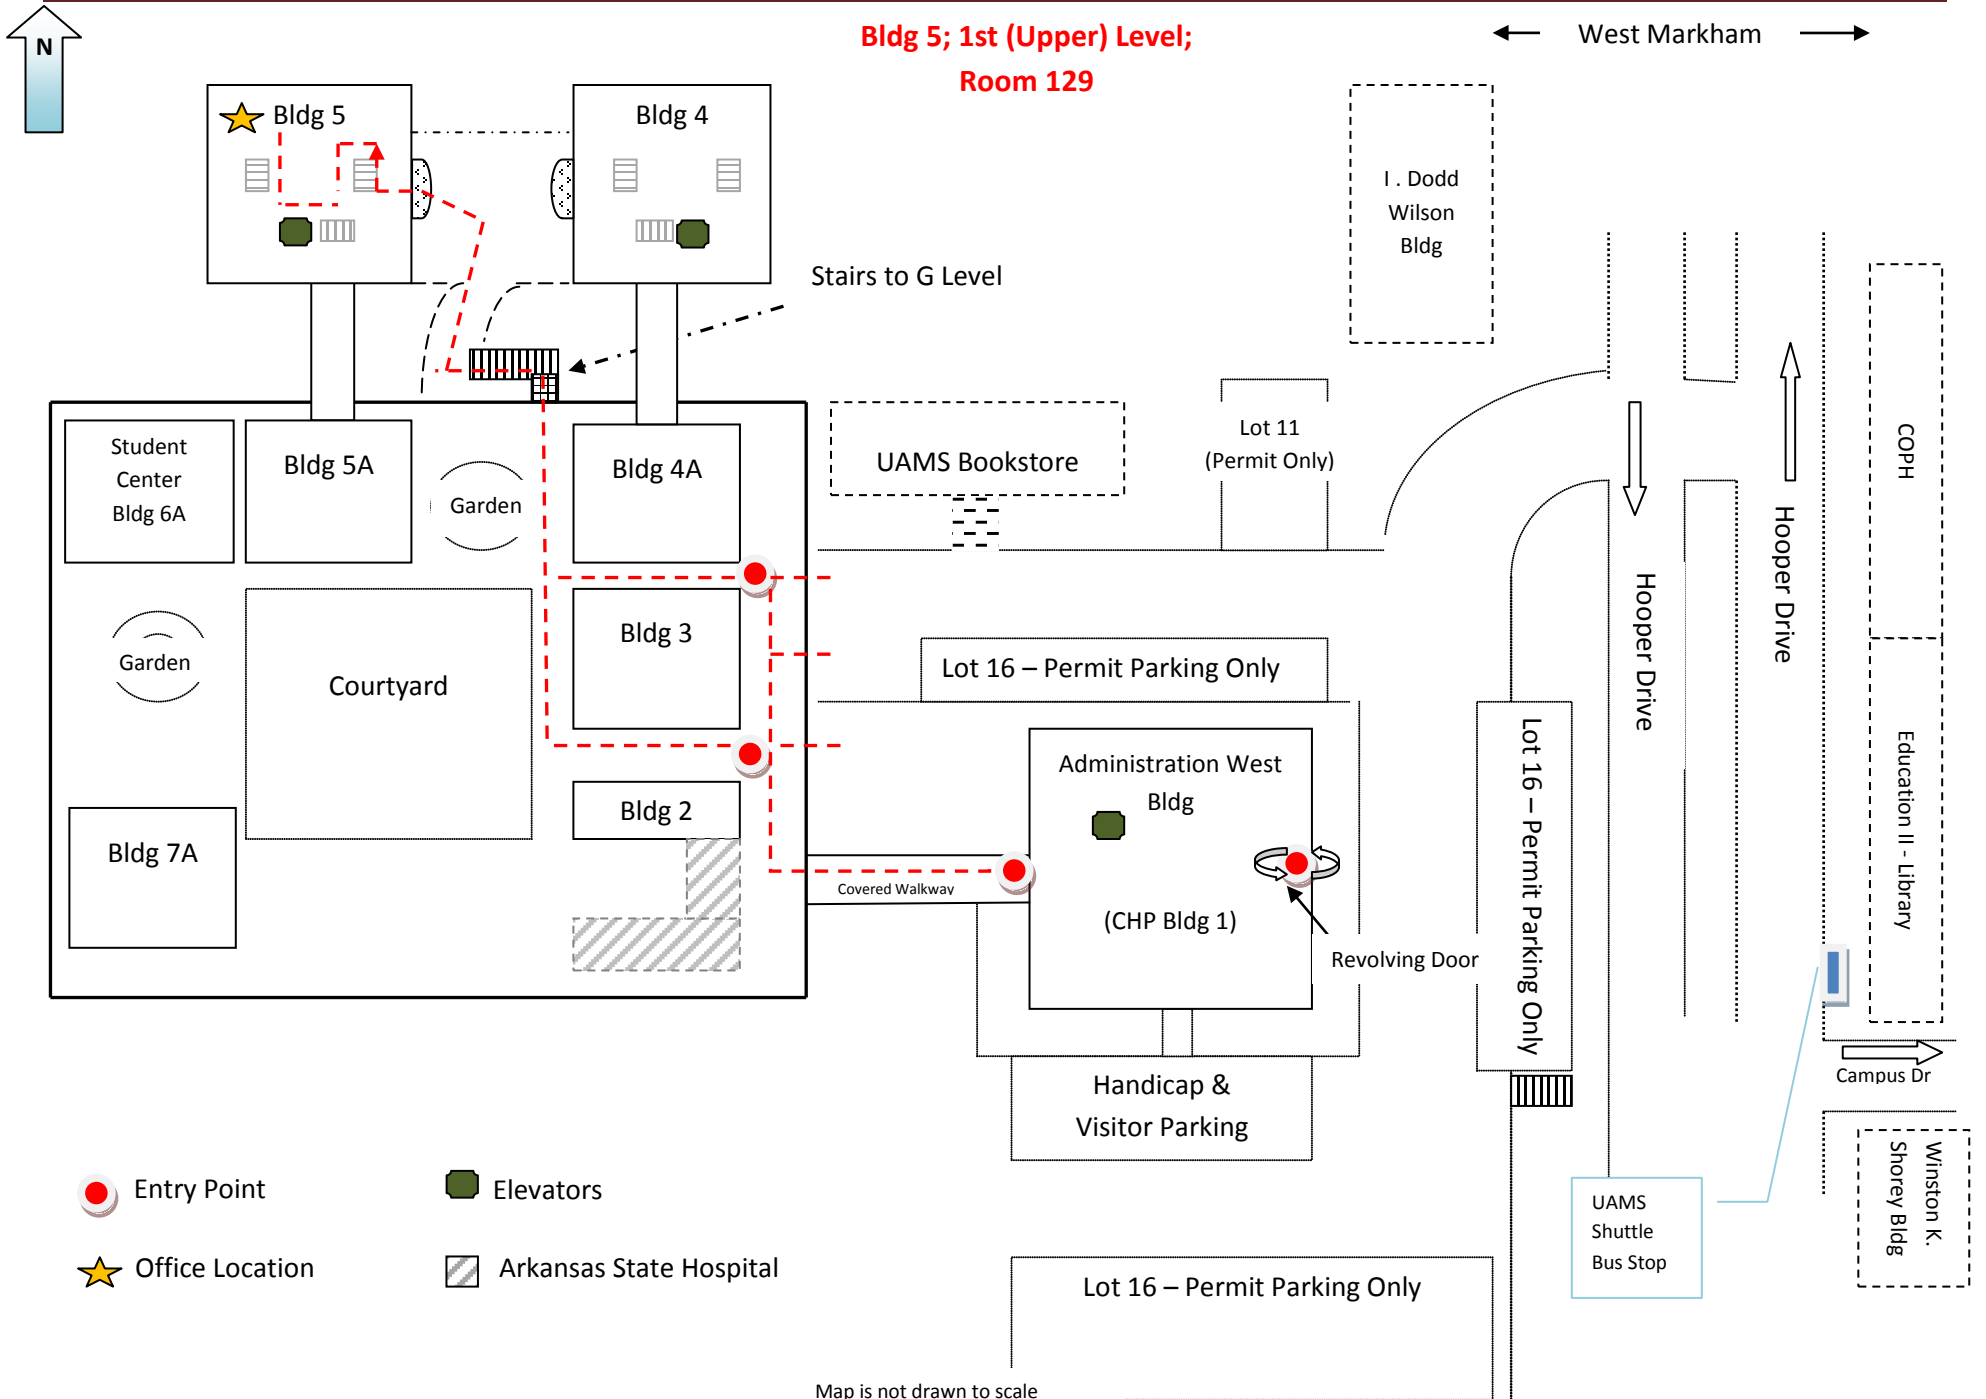 N
Bldg 5; 1st (Upper) Level;
Room 129
West Markham
Bldg 5
Bldg 4
I . Dodd
Wilson
Bldg
Stairs to G Level
Student
Center
Bldg 6A
Bldg 5A
Garden
Bldg 4A
UAMS Bookstore
Lot 11
(Permit Only)
COPH
Hooper Drive
Hooper Drive
Garden
Courtyard
Bldg 3
Lot 16 – Permit Parking Only
Lot 16 – Permit Parking Only
Education II - Library
Administration West
Bldg
(CHP Bldg 1)
Bldg 2
Bldg 7A
Covered Walkway
Revolving Door
Handicap &
Visitor Parking
Campus Dr
Winston K.
Shorey Bldg
UAMS
Shuttle
Bus Stop
Entry Point
Elevators
Office Location
Arkansas State Hospital
Lot 16 – Permit Parking Only
Map is not drawn to scale